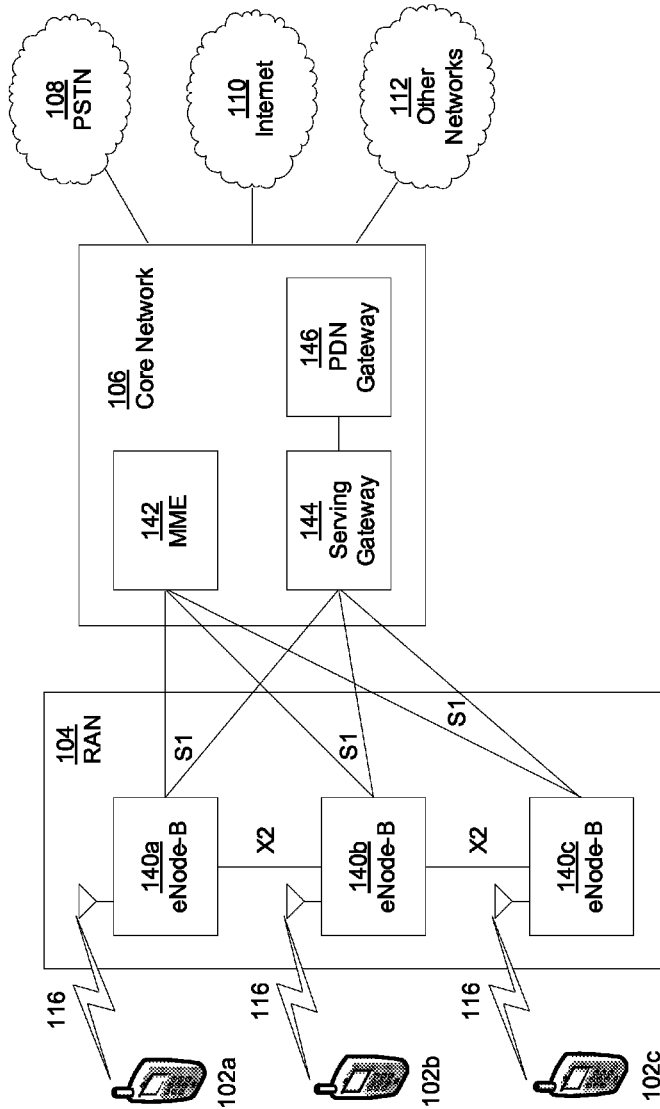 102a
102b
102c
116
116
116
104
RAN
140a
eNode-B
140b
eNode-B
140c
eNode-B
X2
X2
S1
S1
S1
106
Core Network
142
MME
144
Serving
Gateway
146
PDN
Gateway
108
PSTN
110
Internet
112
Other
Networks